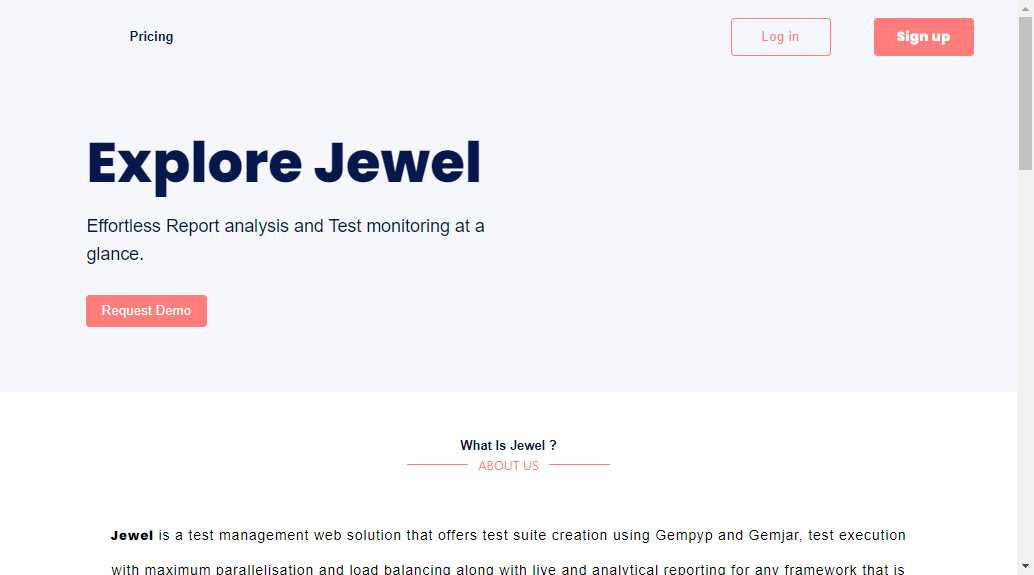 Pricing
Log in
Sign up
Explore Jewel
Effortless Report analysis and Test monitoring at a
glance.
Request Demo
What Is Jewel ?
ABOUT US
Jewel is a test management web solution that offers test suite creation using Gempyp and Gemjar, test execution
with maximum parallelisation and load balancing along with live and analytical reporting for any framework that is